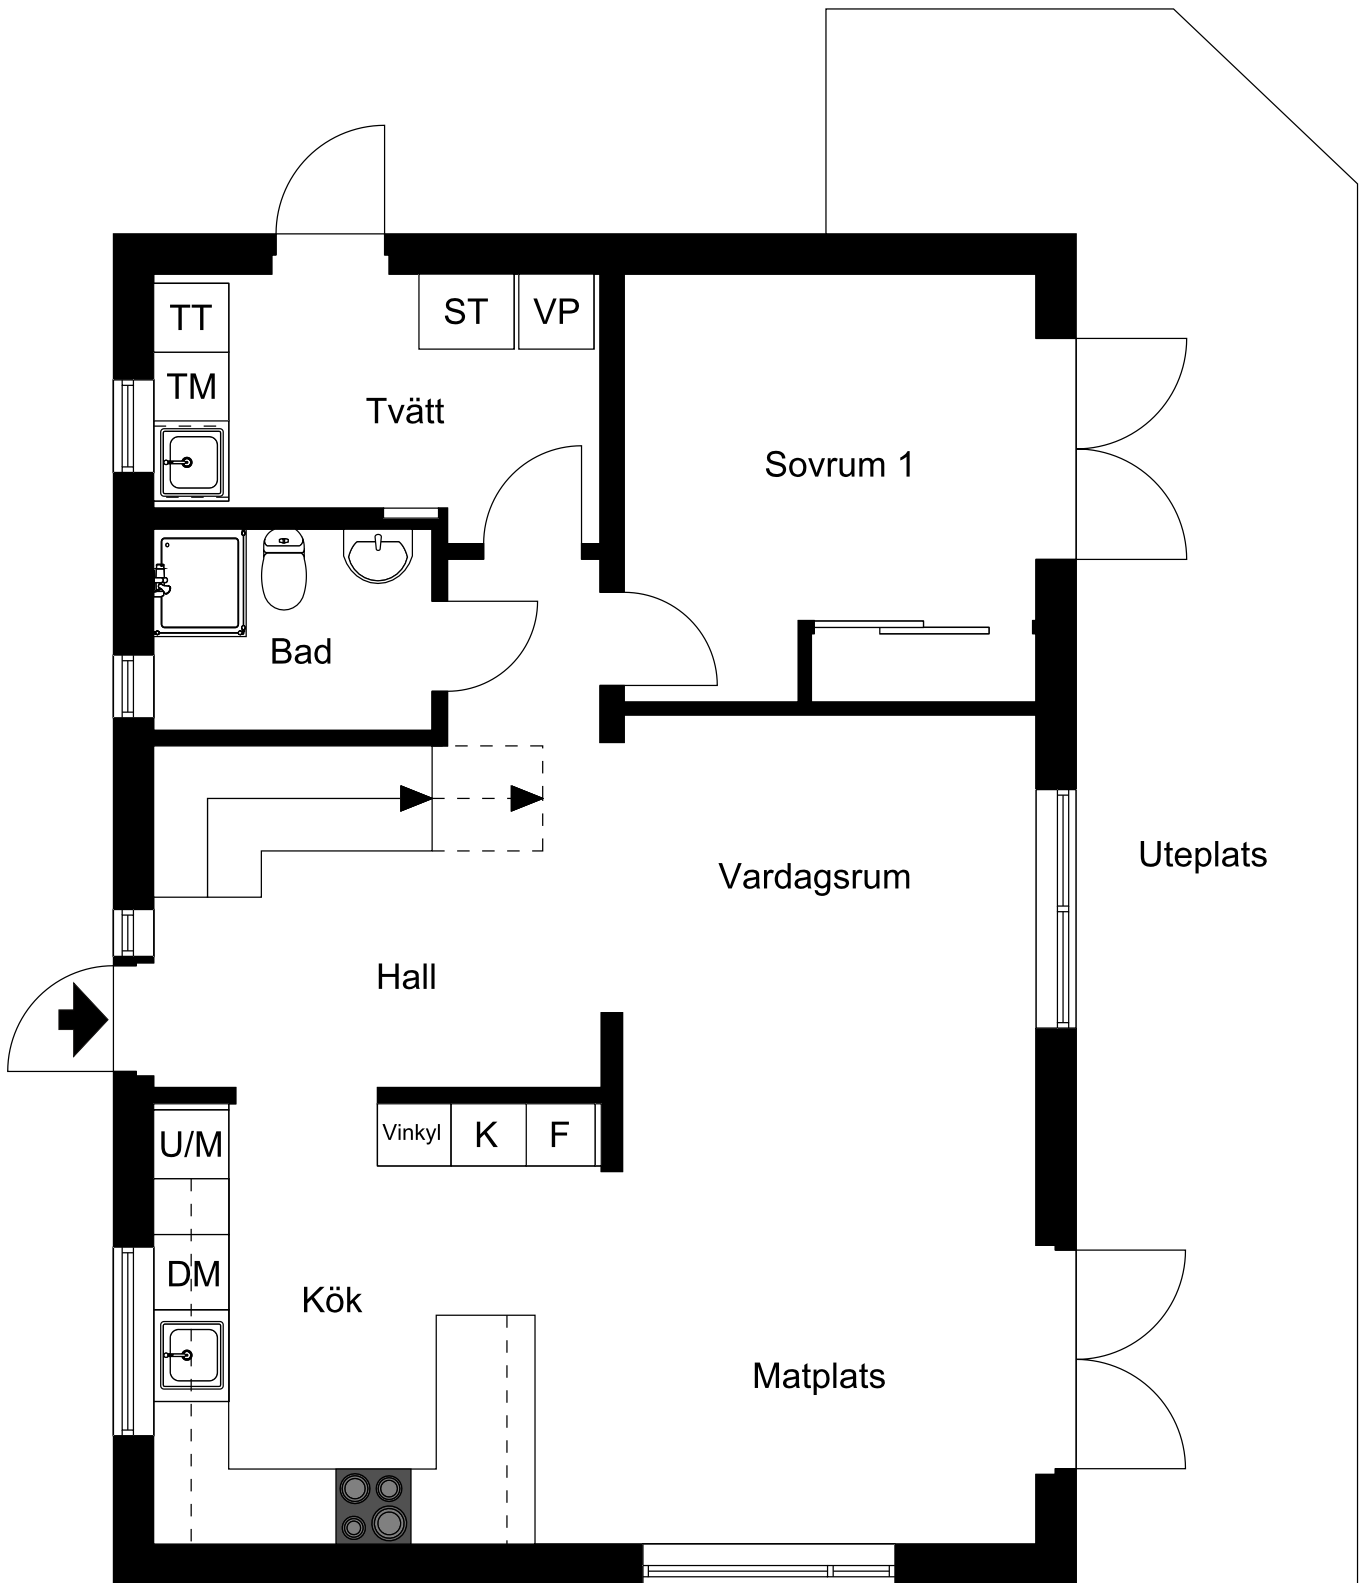 TT
ST
VP
TM
Tvätt
Sovrum 1
Bad
Uteplats
Vardagsrum
Hall
Vinkyl
K
F
U/M
DM
Kök
Matplats